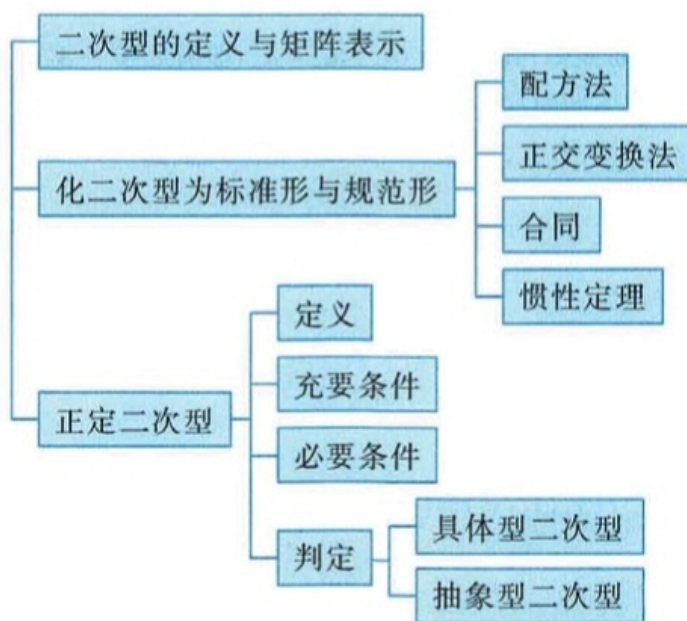 二次型的定义与矩阵表示
化二次型为标准形与规范形
配方法
正交变换法
合同
惯性定理
正定二次型
定义
充要条件
必要条件
判定
具体型二次型
抽象型二次型